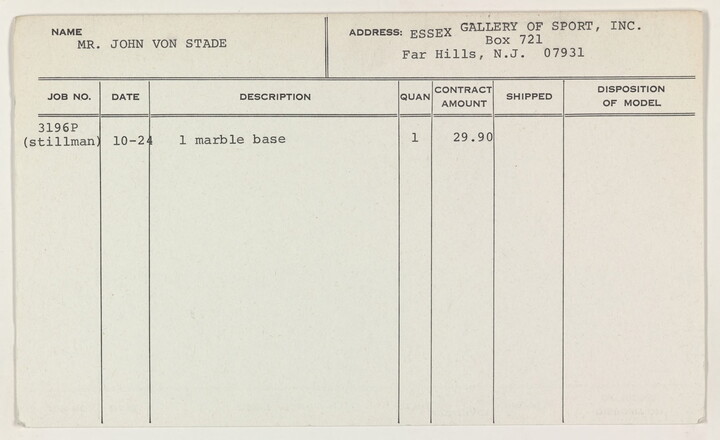 NAME
MR. JOHN VON STADE
ADDRESS: ESSEX GALLERY OF SPORT, INC.
Box 721
Far Hills, N.J. 07931
JOB NO. DATE DESCRIPTION QUAN CONTRACT AMOUNT SHIPPED DISPOSITION OF MODEL
3196P
(stillman) 10-24 1 marble base 1 29.90